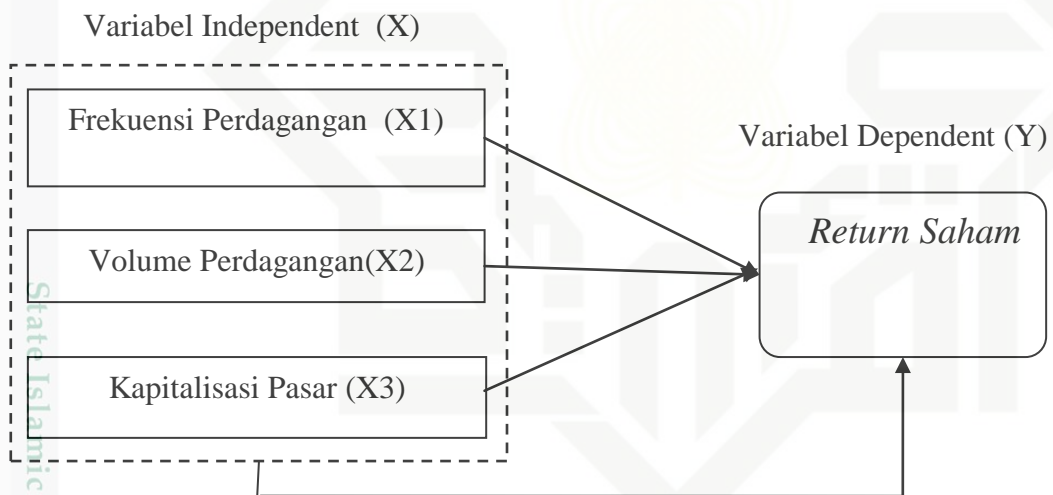 Variabel Independent (X)
Frekuensi Perdagangan (X1)
Variabel Dependent (Y)
Return Saham
Volume Perdagangan(X2)
Kapitalisasi Pasar (X3)
State Islamic